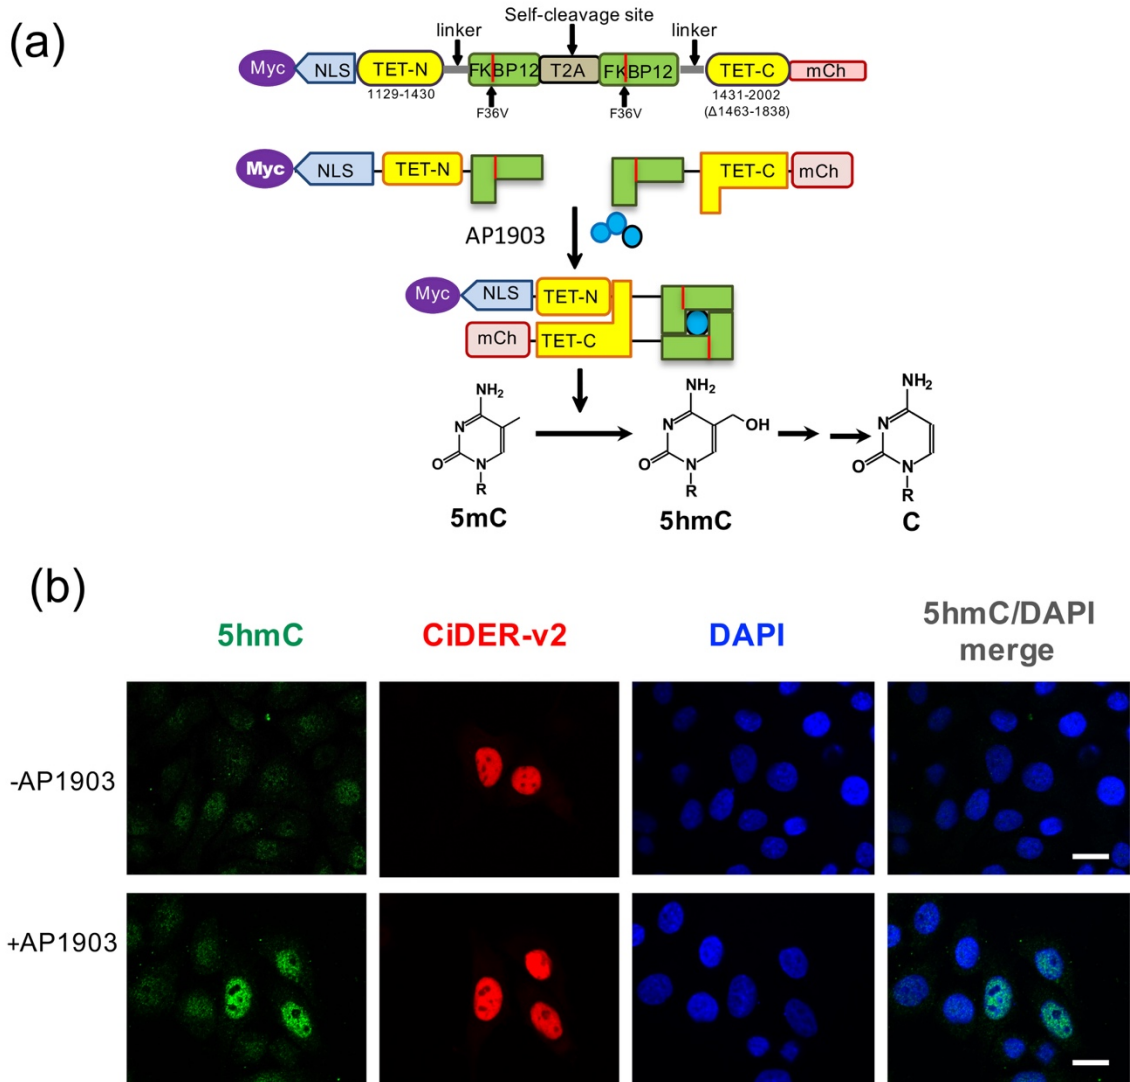 (a)
Self-cleavage site
linker
linker
Myc
NLS
TET-N
FKBP12
T2A
FKBP12
TET-C
mCh
1129-1430
F36V
F36V
1431-2002
(Δ1463-1838)
Myc
NLS
TET-N
TET-C
mCh
AP1903
Myc
NLS
TET-N
mCh
TET-C
NH2
N
O
N
R
5mC
NH2
N
OH
O
N
R
5hmC
NH2
N
O
N
R
C
(b)
5hmC
CiDER-v2
DAPI
5hmC/DAPI
merge
-AP1903
+AP1903